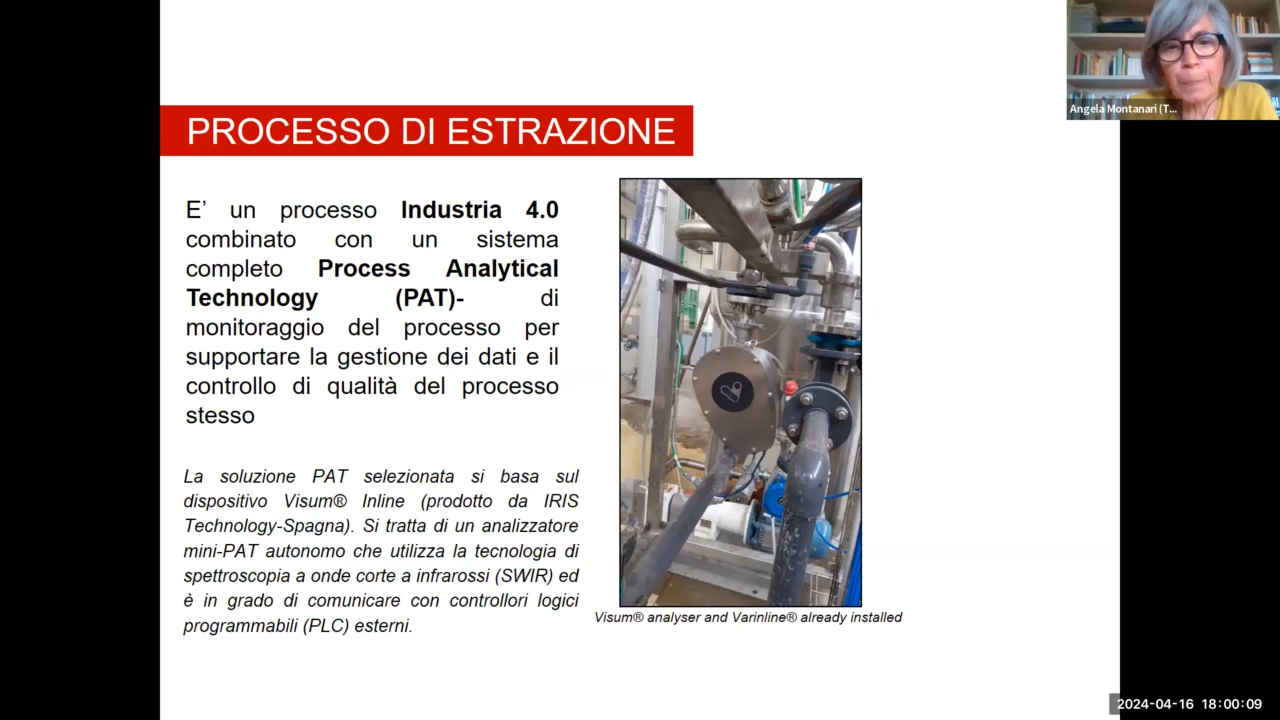 Angela Montanari (T...
PROCESSO DI ESTRAZIONE
E’ un processo Industria 4.0
combinato con un sistema
completo Process Analytical
Technology (PAT)- di
monitoraggio del processo per
supportare la gestione dei dati e il
controllo di qualità del processo
stesso
La soluzione PAT selezionata si basa sul
dispositivo Visum® Inline (prodotto da IRIS
Technology-Spagna). Si tratta di un analizzatore
mini-PAT autonomo che utilizza la tecnologia di
spettroscopia a onde corte a infrarossi (SWIR) ed
è in grado di comunicare con controllori logici
programmabili (PLC) esterni.
Visum® analyser and Varinline® already installed
2024-04-16 18:00:09